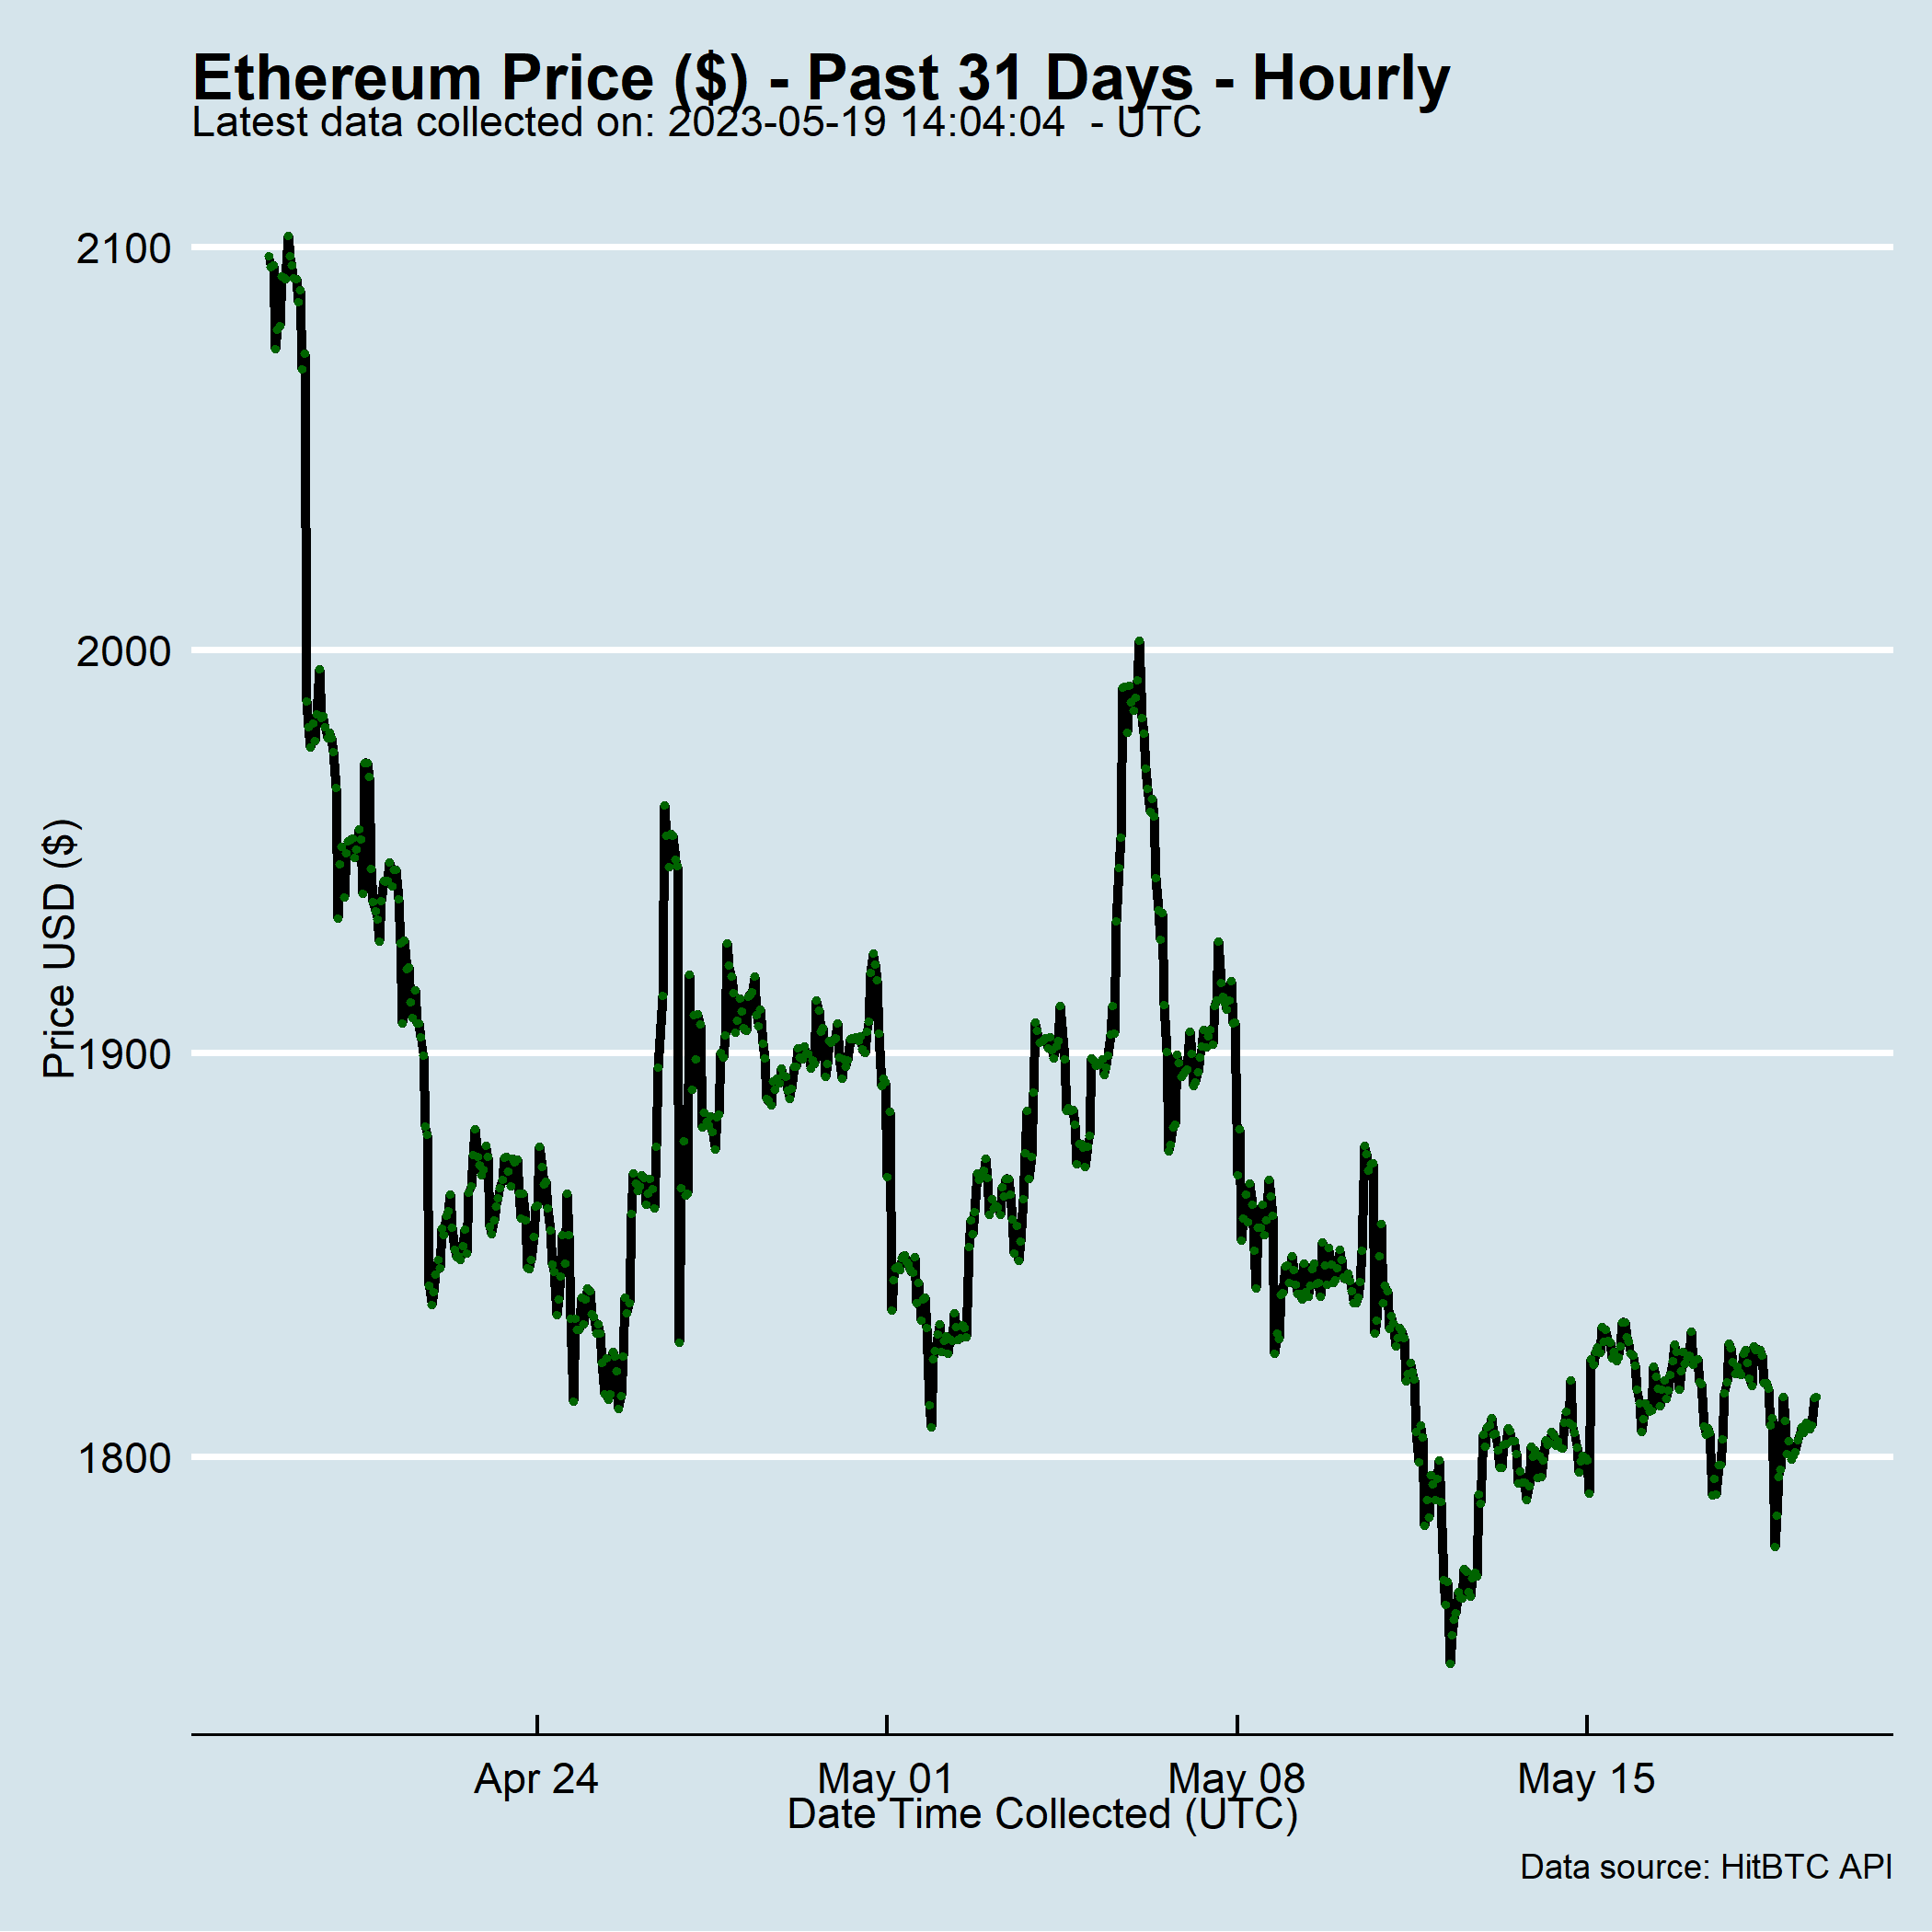 Ethereum Price ($) - Past 31 Days - Hourly
Latest data collected on: 2023-05-19 14:04:04  - UTC
2100
2000
1900
1800
Price USD ($)
Apr 24
May 01
May 08
May 15
Date Time Collected (UTC)
Data source: HitBTC API